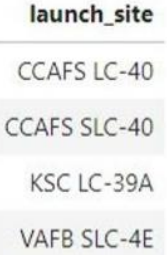 launch_site
CCAFS LC-40
CCAFS SLC-40
KSC LC-39A
VAFB SLC-4E